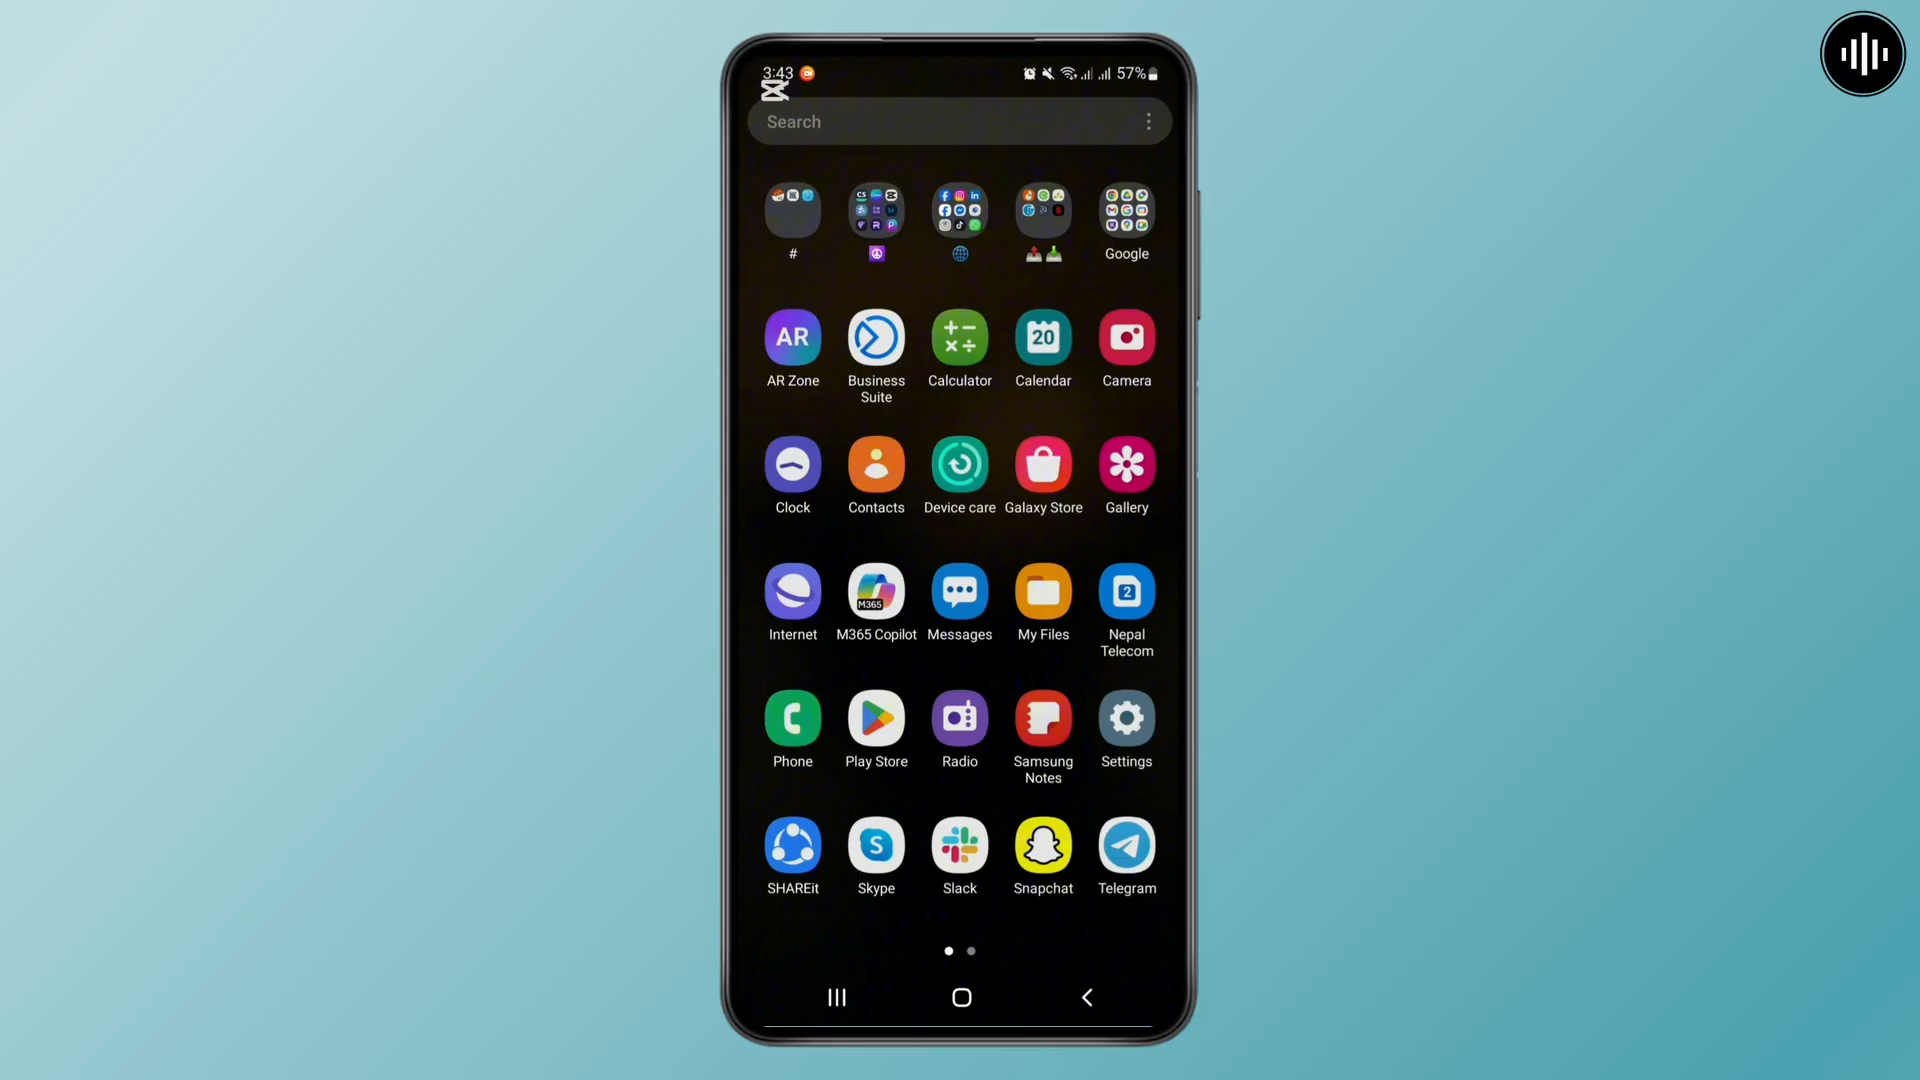 3:43
57%
Search
CS
in
#
Google
AR
20
AR Zone
Business
Suite
Calculator
Calendar
Camera
Clock
Contacts
Device care
Galaxy Store
Gallery
M365
2
Internet
M365 Copilot
Messages
My Files
Nepal
Telecom
Phone
Play Store
Radio
Samsung
Notes
Settings
S
SHAREit
Skype
Slack
Snapchat
Telegram